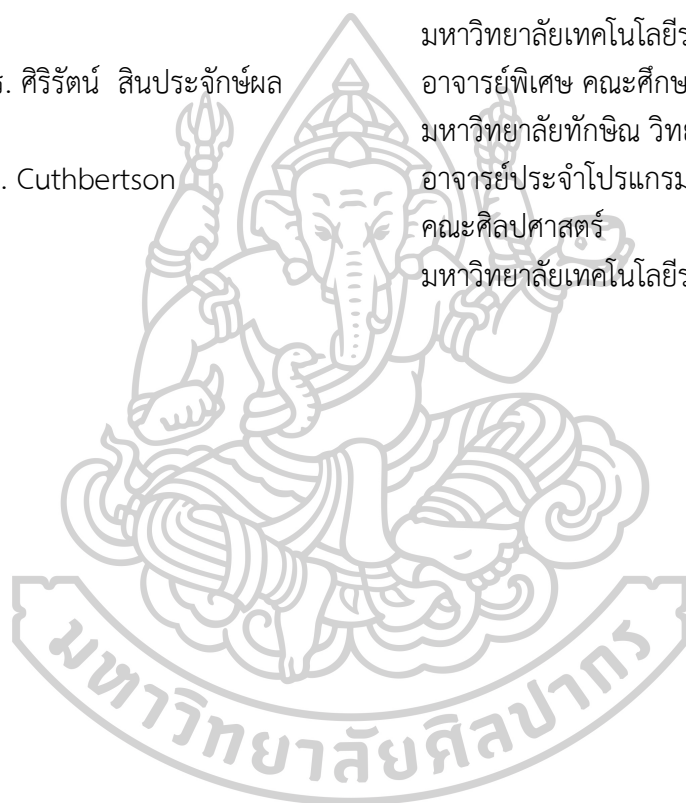 มหาวิทยาลัยเทคโนโลยีร
ร. ศิริรัตน์ สินประจักษ์ผล อาจารย์พิเศษ คณะศึกษ
มหาวิทยาลัยทักษิณ วิทย
. Cuthbertson อาจารย์ประจำโปรแกรม
คณะศิลปศาสตร์
มหาวิทยาลัยเทคโนโลยีร
มหาวิทยาลัยศิลปากร